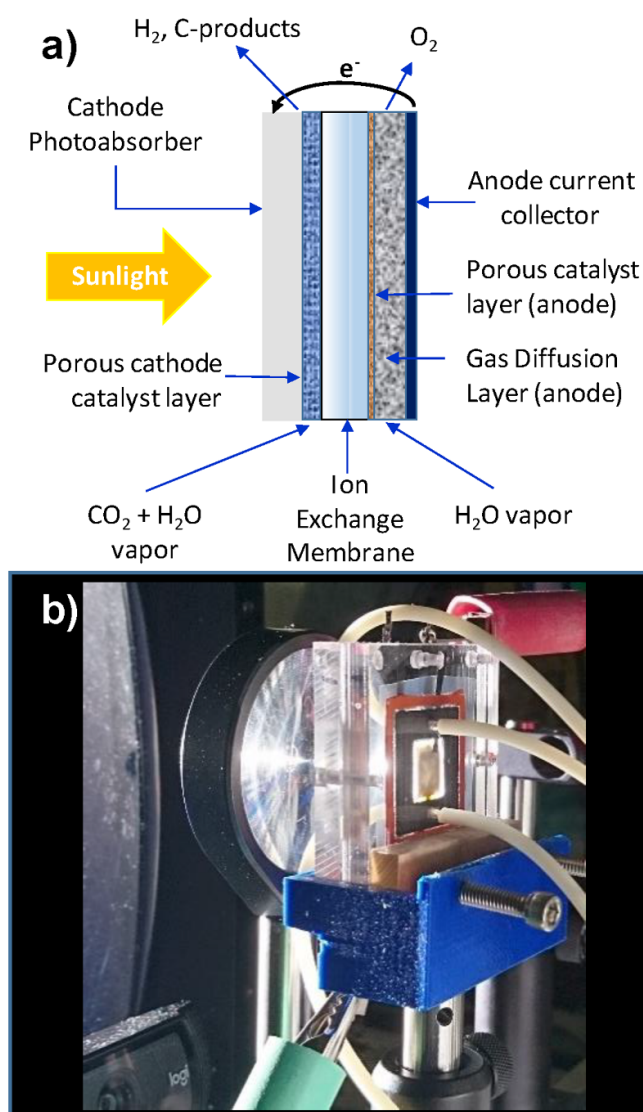 a)
H₂, C-products
O₂
e⁻
Cathode
Photoabsorber
Anode current
collector
Sunlight
Porous catalyst
layer (anode)
Porous cathode
catalyst layer
Gas Diffusion
Layer (anode)
CO₂ + H₂O
vapor
Ion
Exchange
Membrane
H₂O vapor
b)
logi